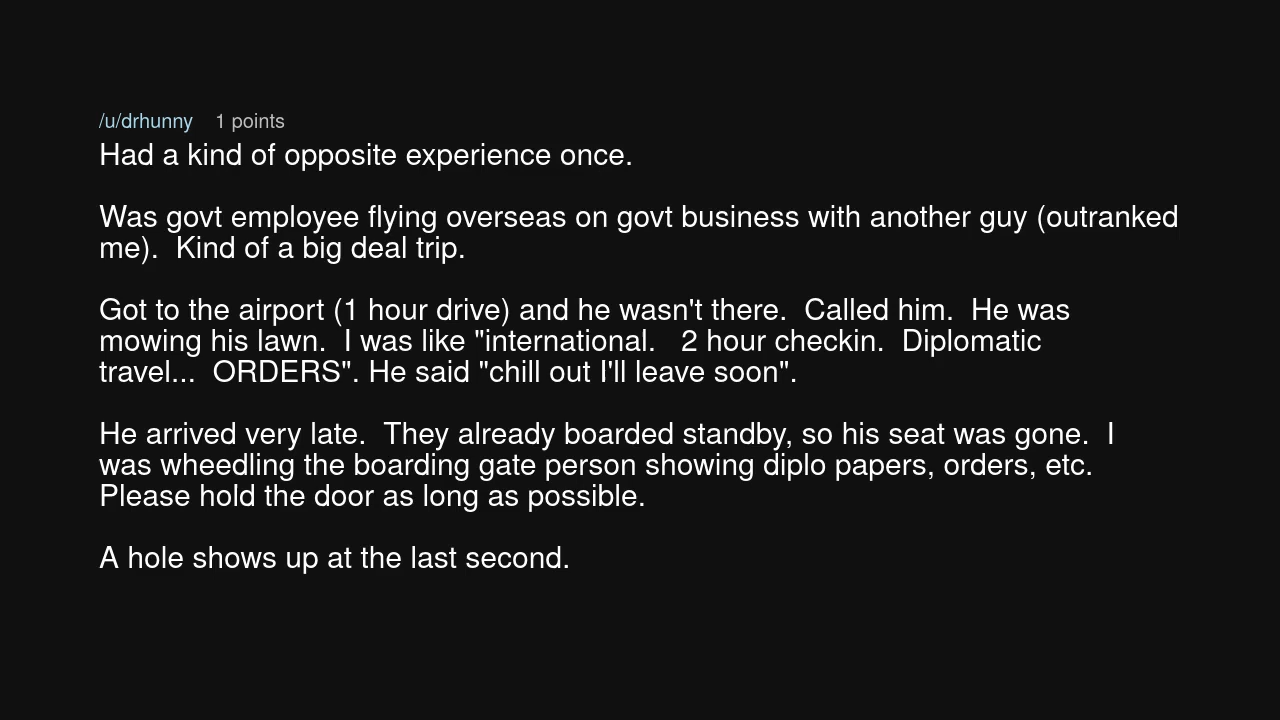 /u/drhunny 1 points
Had a kind of opposite experience once.
Was govt employee flying overseas on govt business with another guy (outranked
me).  Kind of a big deal trip.
Got to the airport (1 hour drive) and he wasn't there.  Called him.  He was
mowing his lawn.  I was like "international.   2 hour checkin.  Diplomatic
travel...  ORDERS". He said "chill out I'll leave soon".
He arrived very late.  They already boarded standby, so his seat was gone.  I
was wheedling the boarding gate person showing diplo papers, orders, etc.
Please hold the door as long as possible.
A hole shows up at the last second.